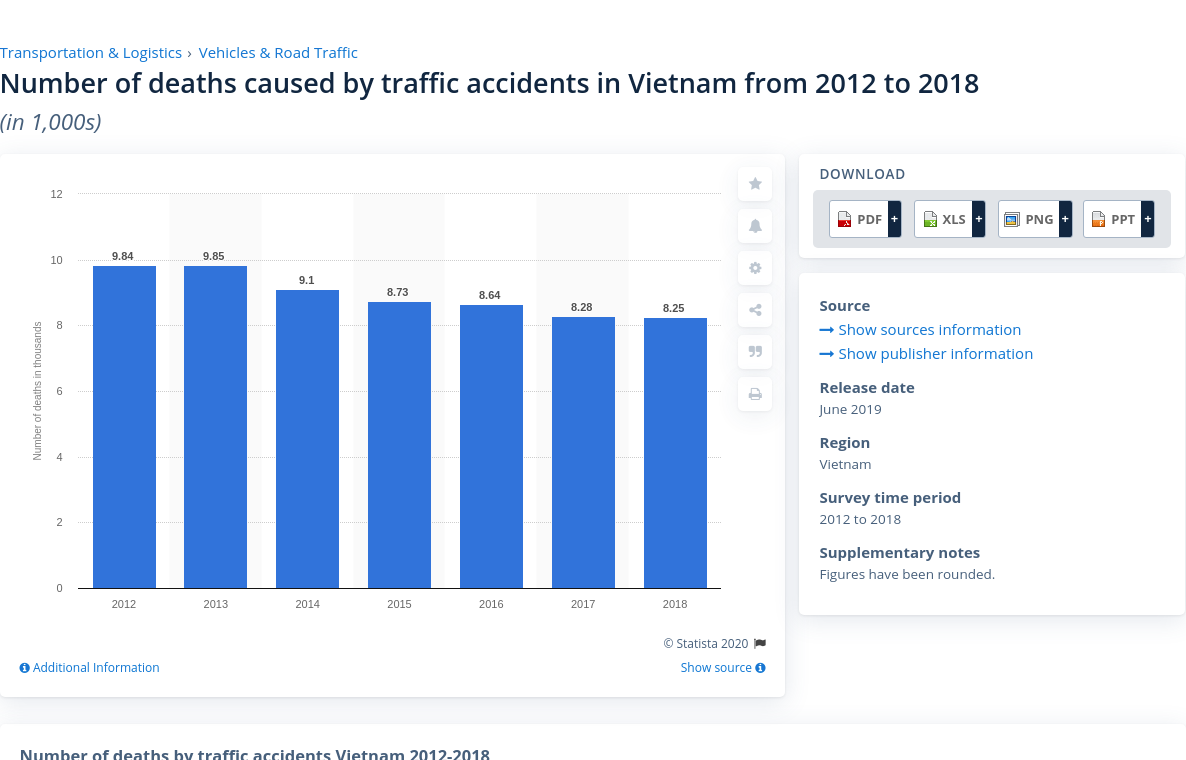 Transportation & Logistics › Vehicles & Road Traffic
Number of deaths caused by traffic accidents in Vietnam from 2012 to 2018
(in 1,000s)
Number of deaths in thousands
12
10
8
6
4
2
0
9.84
9.85
9.1
8.73
8.64
8.28
8.25
2012
2013
2014
2015
2016
2017
2018
© Statista 2020
Additional Information
Show source
DOWNLOAD
PDF +
XLS +
PNG +
PPT +
Source
Show sources information
Show publisher information
Release date
June 2019
Region
Vietnam
Survey time period
2012 to 2018
Supplementary notes
Figures have been rounded.
Number of deaths by traffic accidents Vietnam 2012-2018